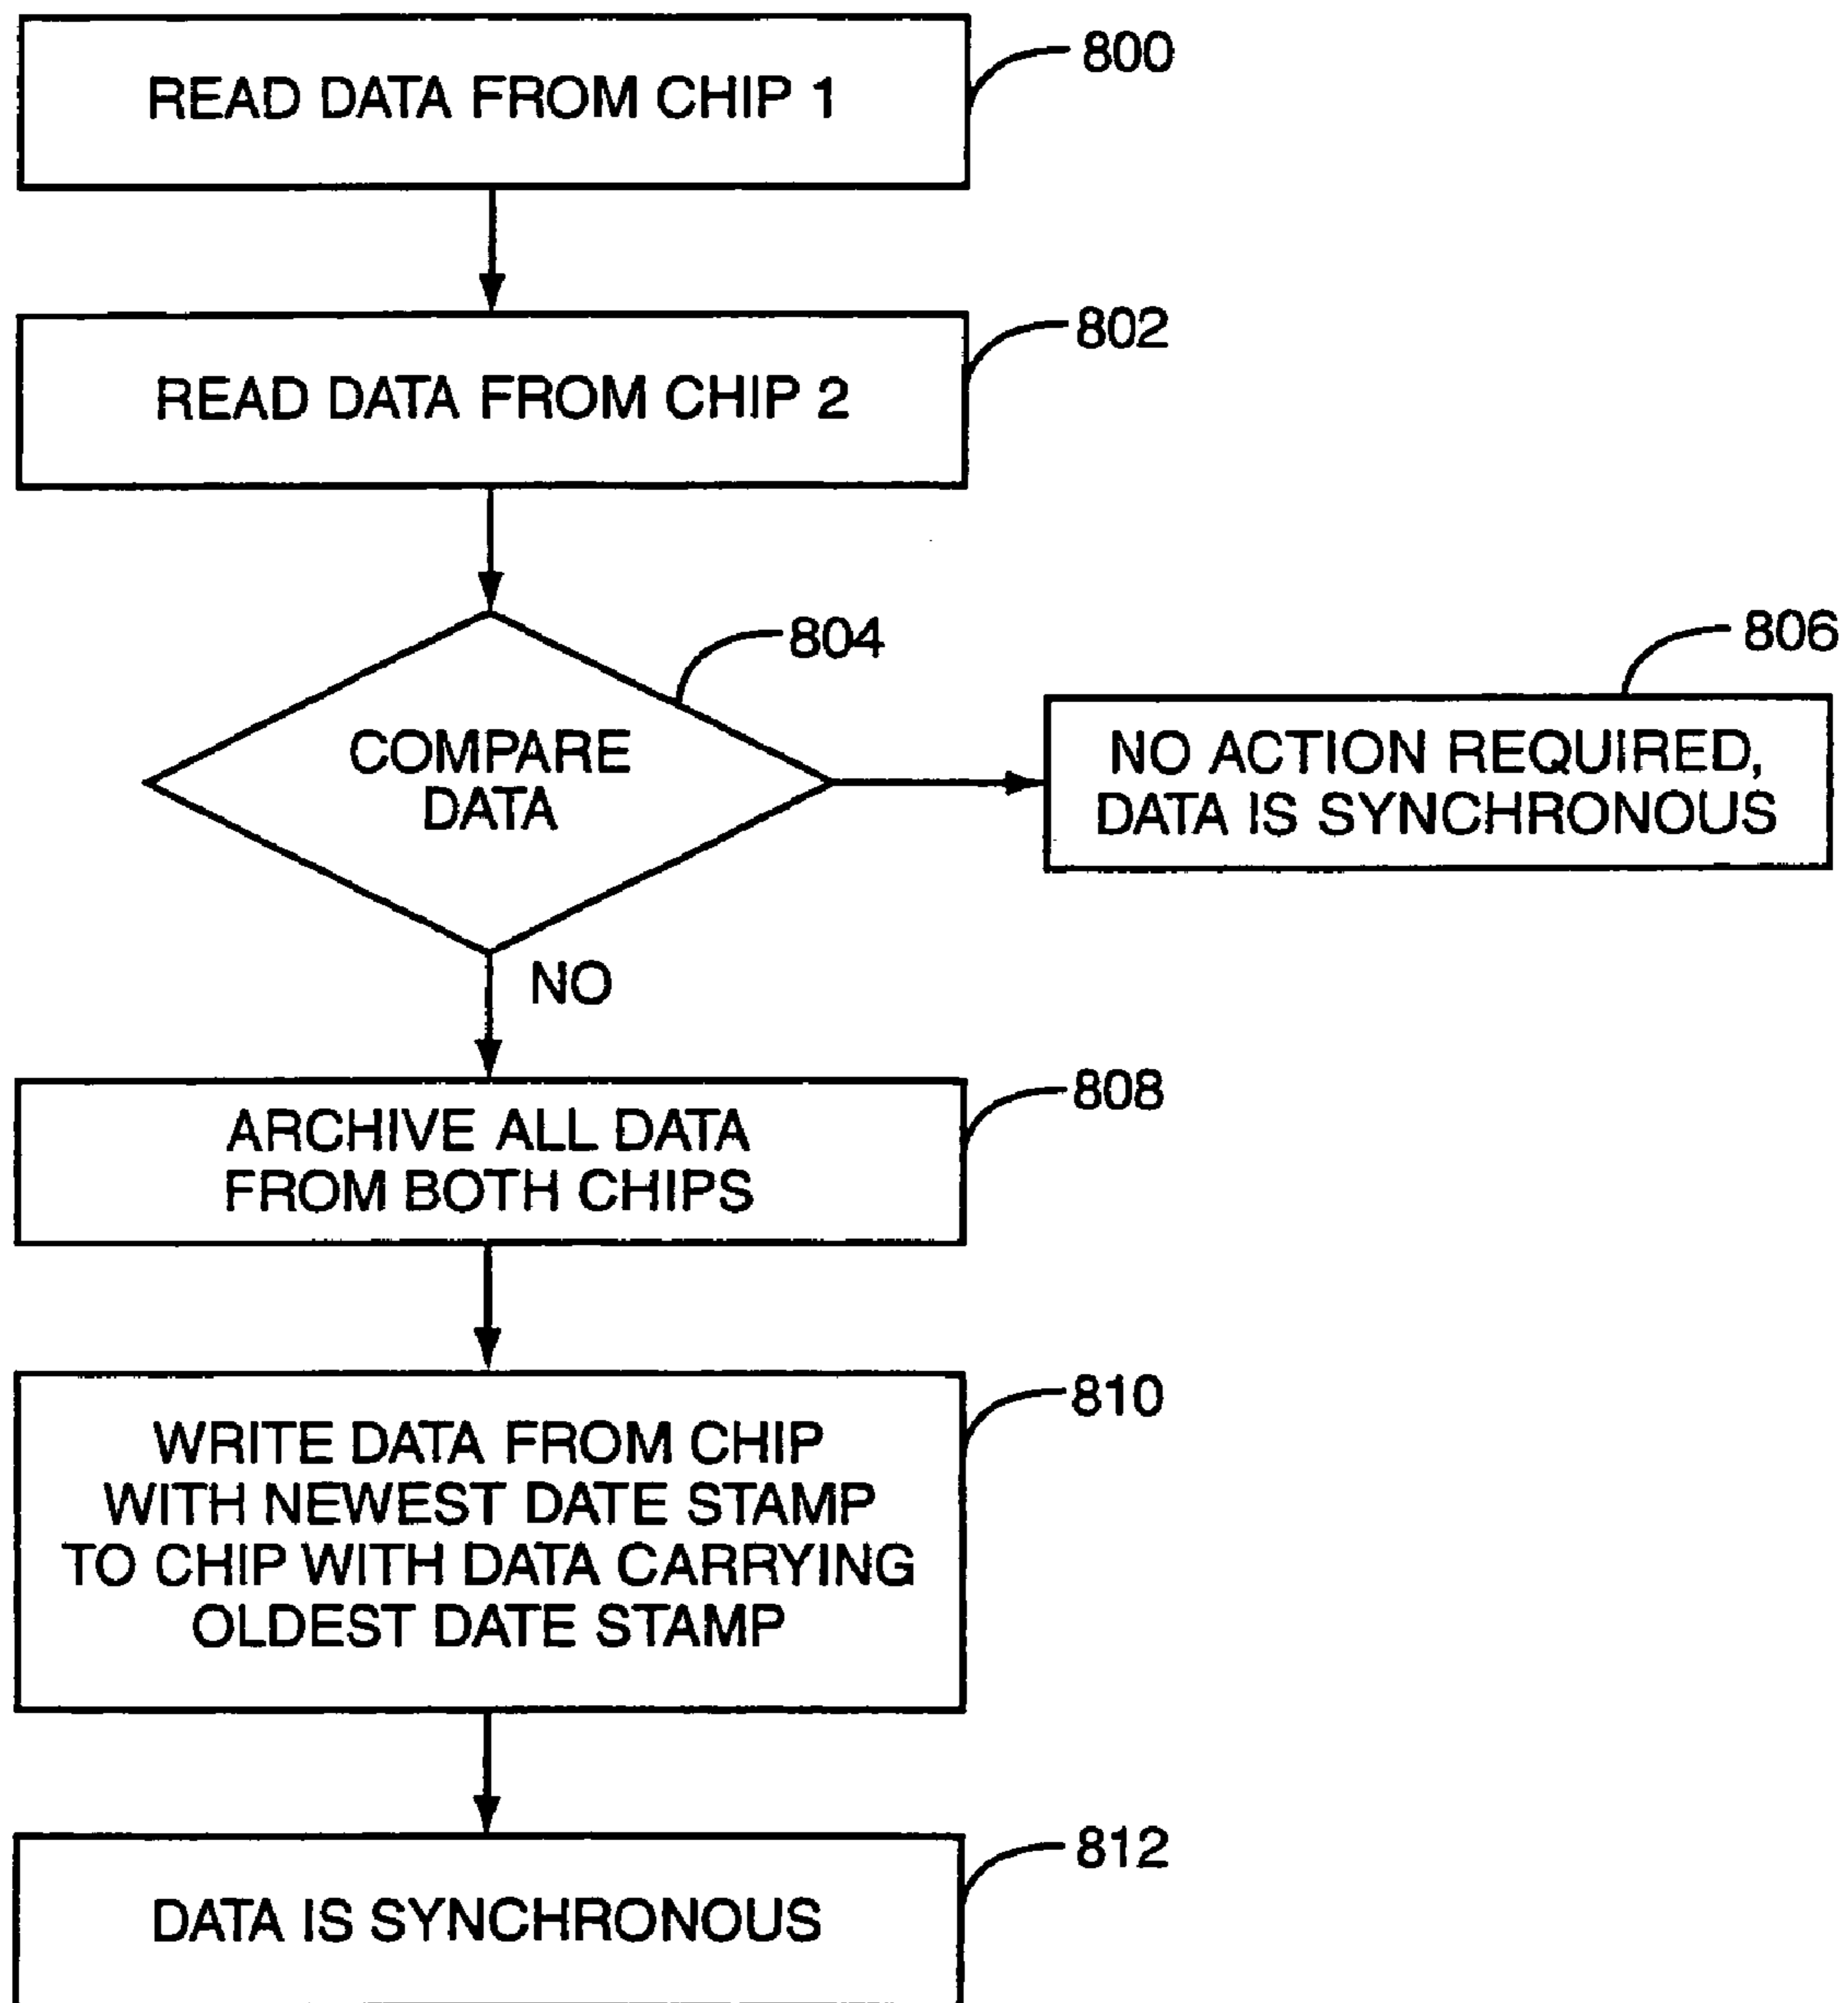 READ DATA FROM CHIP 1
800
READ DATA FROM CHIP 2
802
COMPARE
DATA
804
NO ACTION REQUIRED,
DATA IS SYNCHRONOUS
806
NO
ARCHIVE ALL DATA
FROM BOTH CHIPS
808
WRITE DATA FROM CHIP
WITH NEWEST DATE STAMP
TO CHIP WITH DATA CARRYING
OLDEST DATE STAMP
810
DATA IS SYNCHRONOUS
812